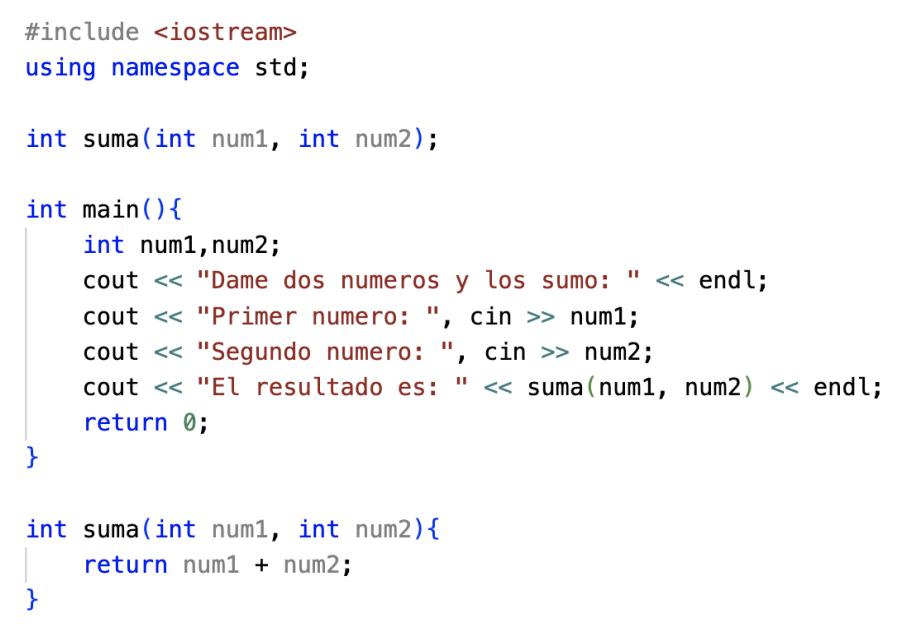 #include <iostream>
using namespace std;
int suma(int num1, int num2);
int main(){
int num1,num2;
cout << "Dame dos numeros y los sumo: " << endl;
cout << "Primer numero: ", cin >> num1;
cout << "Segundo numero: ", cin >> num2;
cout << "El resultado es: " << suma(num1, num2) << endl;
return 0;
}
int suma(int num1, int num2){
return num1 + num2;
}